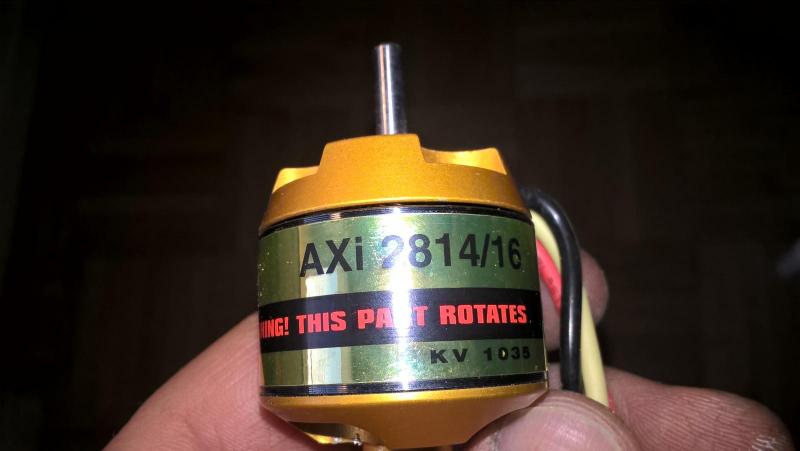 AXi 2814/16
THIS PART ROTATES
KV 1035